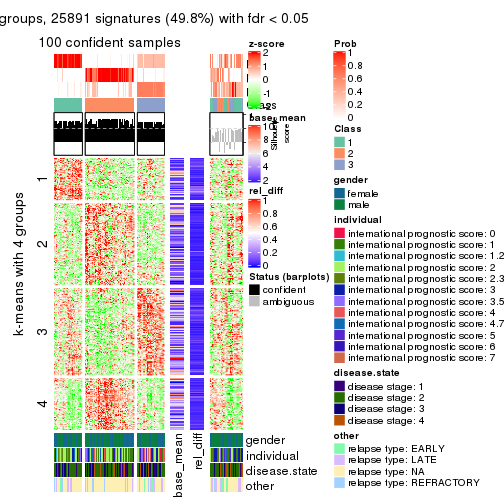 groups, 25891 signatures (49.8%) with fdr < 0.05
100 confident samples
k-means with 4 groups
1
2
3
4
base_mean
rel_diff
gender
individual
disease.state
other
z-score
2
1
0
-1
-2
Class
Silhouette
score
base_mean
10
8
6
4
2
rel_diff
1
0.8
0.6
0.4
0.2
0
Status (barplots)
confident
ambiguous
Prob
1
0.8
0.6
0.4
0.2
0
Class
1
2
3
gender
female
male
individual
international prognostic score: 0
international prognostic score: 1
international prognostic score: 1.2
international prognostic score: 2
international prognostic score: 2.3
international prognostic score: 3
international prognostic score: 3.5
international prognostic score: 4
international prognostic score: 4.7
international prognostic score: 5
international prognostic score: 6
international prognostic score: 7
disease.state
disease stage: 1
disease stage: 2
disease stage: 3
disease stage: 4
other
relapse type: EARLY
relapse type: LATE
relapse type: NA
relapse type: REFRACTORY